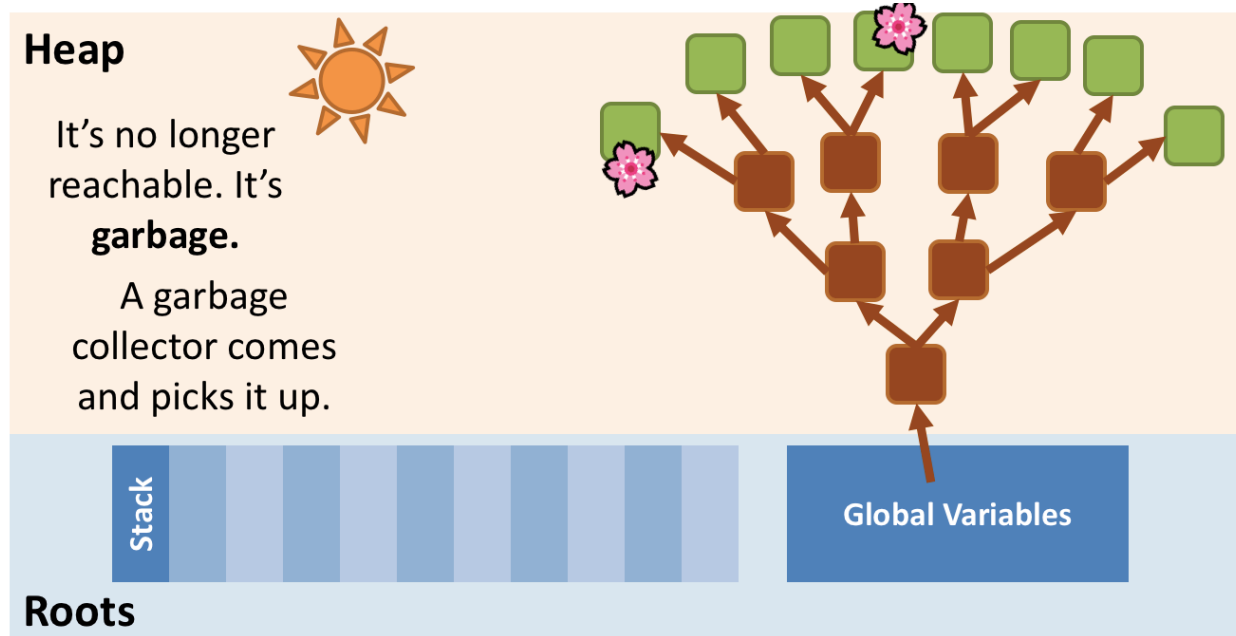 Heap
It’s no longer
reachable. It’s
garbage.
A garbage
collector comes
and picks it up.
Stack
Global Variables
Roots